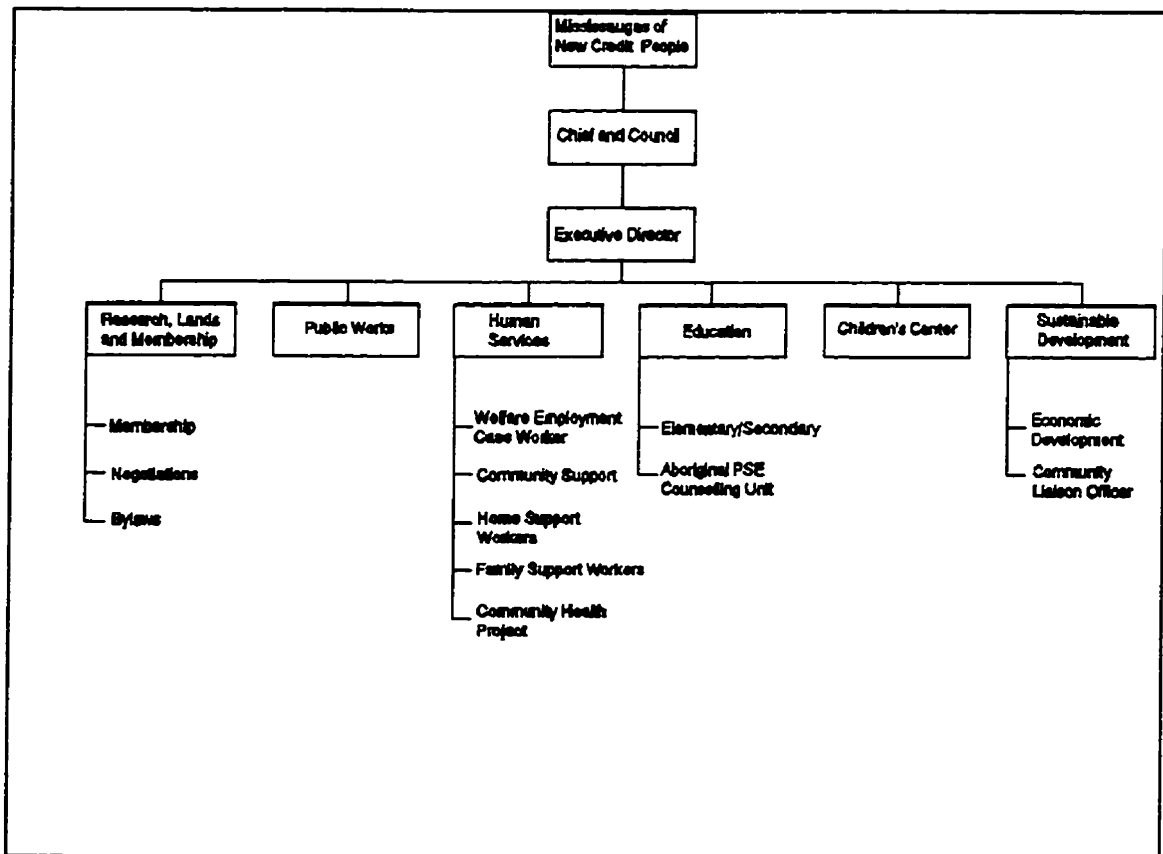 Mississaugas of
New Credit People
Chief and Council
Executive Director
Research, Lands
and Membership
Public Works
Human
Services
Education
Children's Center
Sustainable
Development
Membership
Negotiations
Bylaws
Welfare Employment
Case Worker
Community Support
Home Support
Workers
Family Support Workers
Community Health
Project
Elementary/Secondary
Aboriginal PSE
Counselling Unit
Economic
Development
Community
Liaison Officer